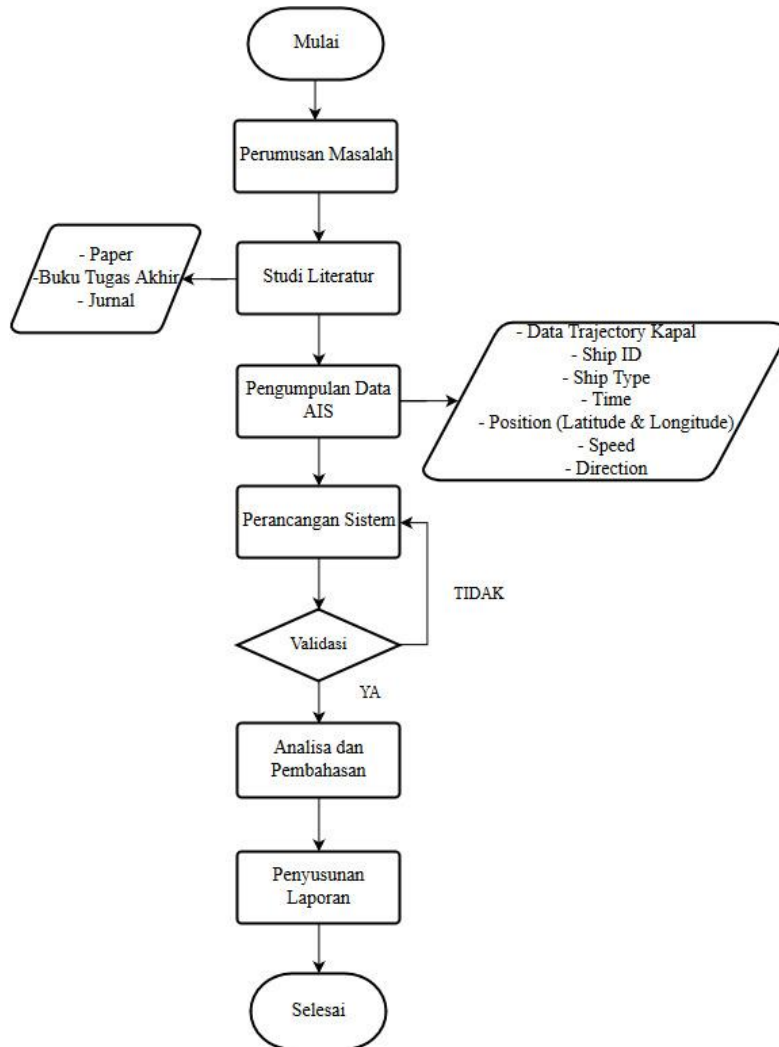 Mulai
Perumusan Masalah
- Paper
-Buku Tugas Akhir
- Jurnal
Studi Literatur
- Data Trajectory Kapal
- Ship ID
- Ship Type
- Time
- Position (Latitude & Longitude)
- Speed
- Direction
Pengumpulan Data
AIS
Perancangan Sistem
TIDAK
Validasi
YA
Analisa dan
Pembahasan
Penyusunan
Laporan
Selesai